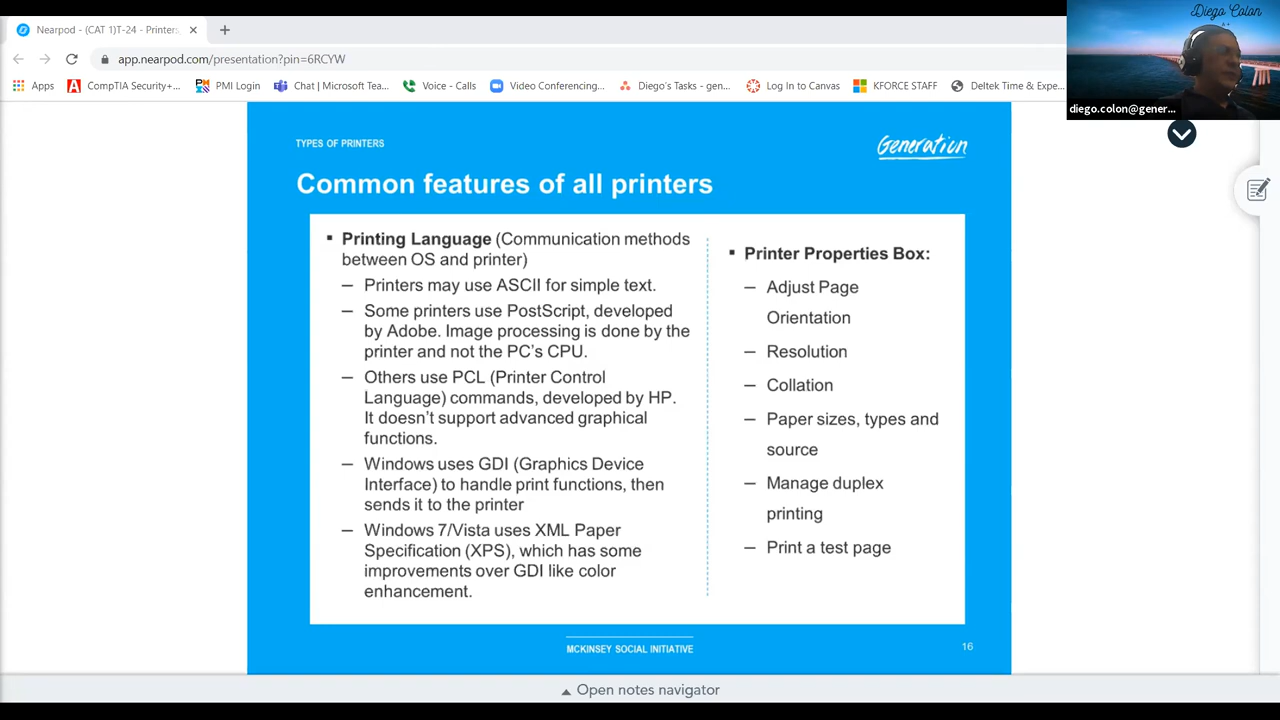 Nearpod - (CAT 1)T-24 - Printers
app.nearpod.com/presentation?pin=6RCYW
Apps
CompTIA Security+...
PMI Login
Chat | Microsoft Tea...
Voice - Calls
Video Conferencing...
Diego's Tasks - gen...
Log In to Canvas
KFORCE STAFF
Deltek Time & Expe...
Diego Colon
A+
diego.colon@gener...
TYPES OF PRINTERS
Generation
Common features of all printers
▪ Printing Language (Communication methods
between OS and printer)
– Printers may use ASCII for simple text.
– Some printers use PostScript, developed
by Adobe. Image processing is done by the
printer and not the PC's CPU.
– Others use PCL (Printer Control
Language) commands, developed by HP.
It doesn't support advanced graphical
functions.
– Windows uses GDI (Graphics Device
Interface) to handle print functions, then
sends it to the printer
– Windows 7/Vista uses XML Paper
Specification (XPS), which has some
improvements over GDI like color
enhancement.
▪ Printer Properties Box:
– Adjust Page
Orientation
– Resolution
– Collation
– Paper sizes, types and
source
– Manage duplex
printing
– Print a test page
MCKINSEY SOCIAL INITIATIVE
16
Open notes navigator